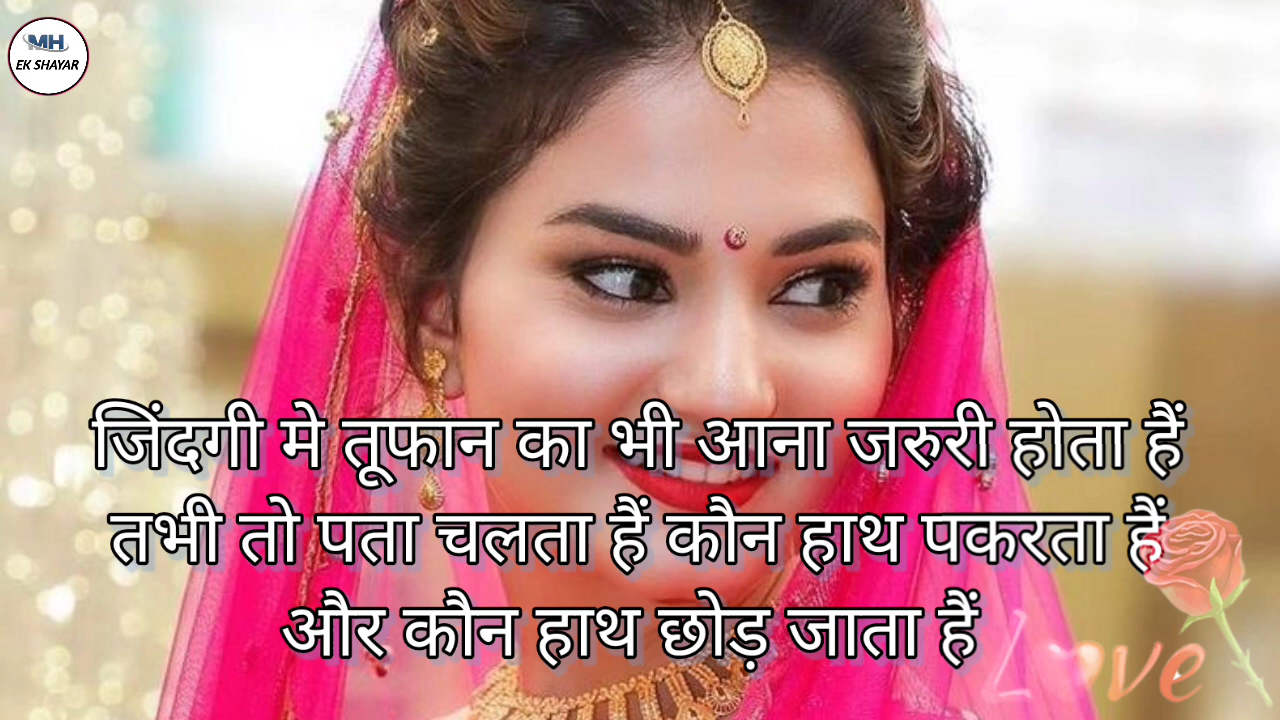 MH
EK SHAYAR
जिंदगी मे तूफान का भी आना जरुरी होता हैं
तभी तो पता चलता हैं कौन हाथ पकरता हैं
और कौन हाथ छोड़ जाता हैं
Love